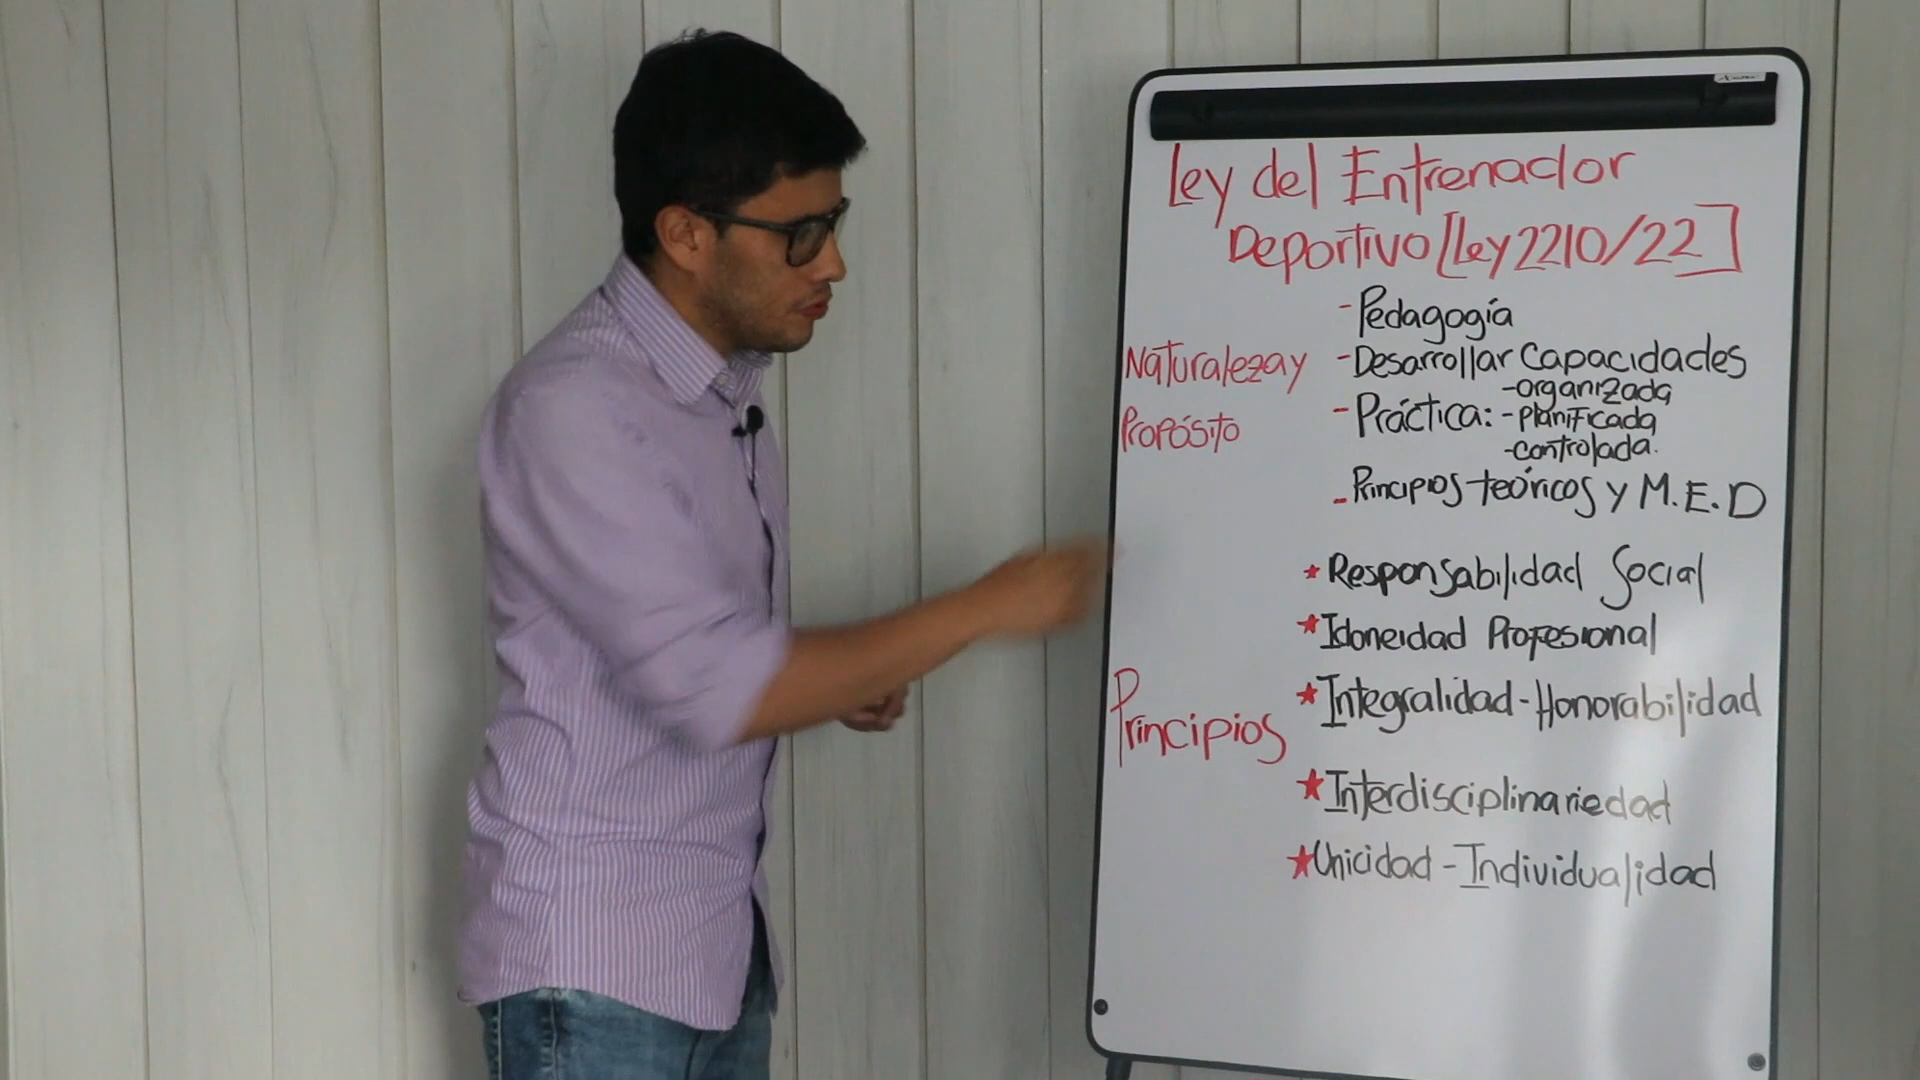 Ley del Entrenador
Deportivo [Ley 2210/22]
Naturaleza y
Propósito
- Pedagogía
- Desarrollar Capacidades
- Práctica: - organizada
- Planificada
- controlada.
- Principios teóricos y M.E.D
Principios
* Responsabilidad Social
* Idoneidad Profesional
* Integralidad - Honorabilidad
* Interdisciplinariedad
* Unicidad - Individualidad